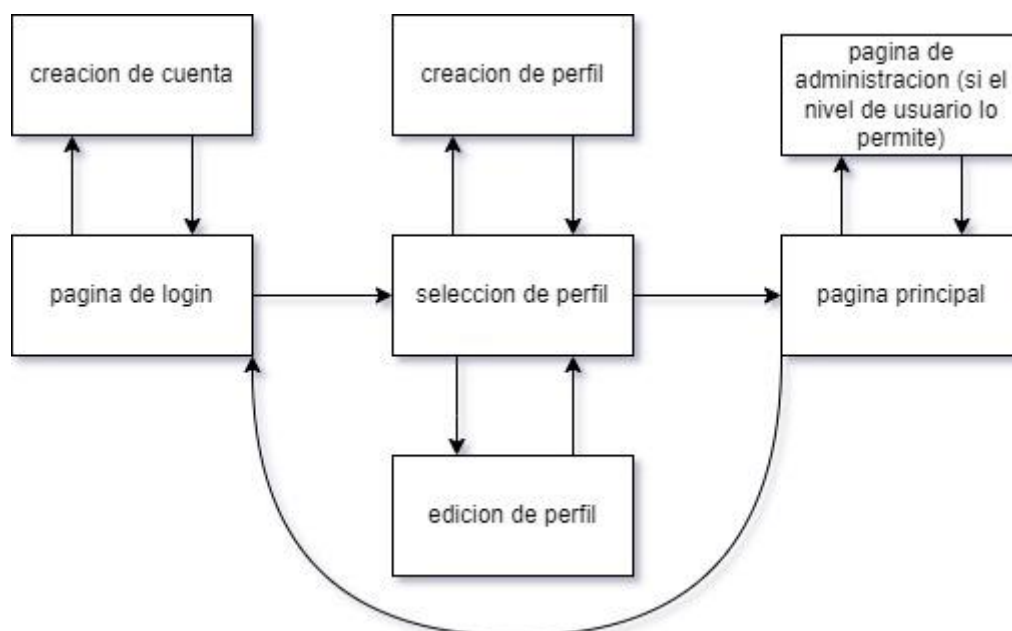 creacion de cuenta
creacion de perfil
pagina de
administracion (si el
nivel de usuario lo
permite)
pagina de login
seleccion de perfil
pagina principal
edicion de perfil